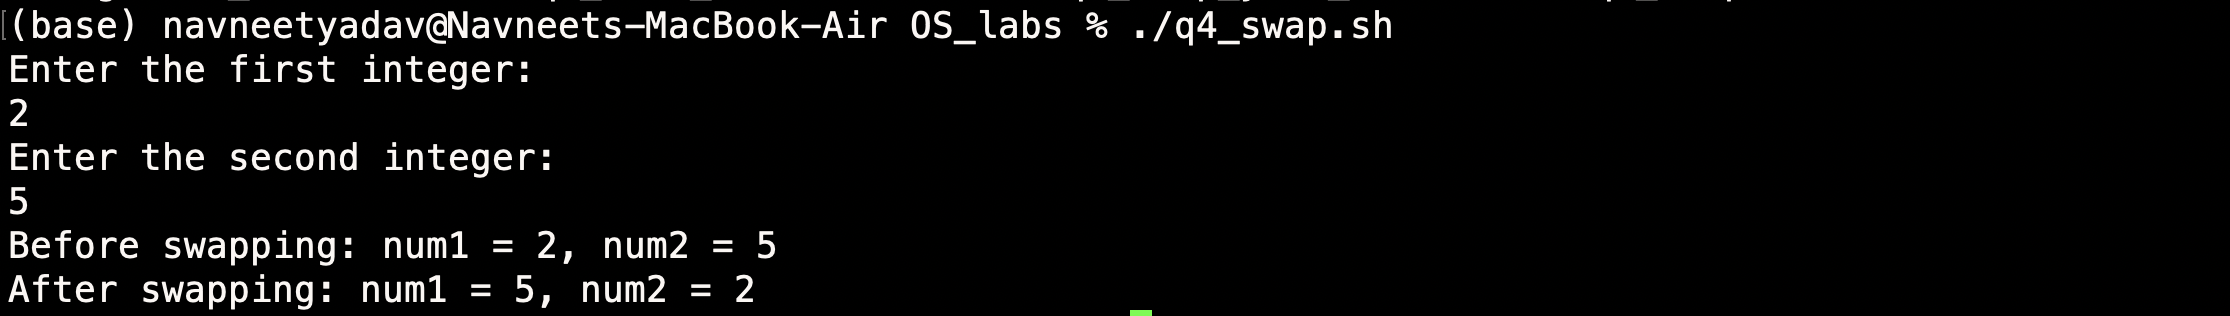 (base) navneetyadav@Navneets-MacBook-Air OS_labs % ./q4_swap.sh
Enter the first integer:
2
Enter the second integer:
5
Before swapping: num1 = 2, num2 = 5
After swapping: num1 = 5, num2 = 2